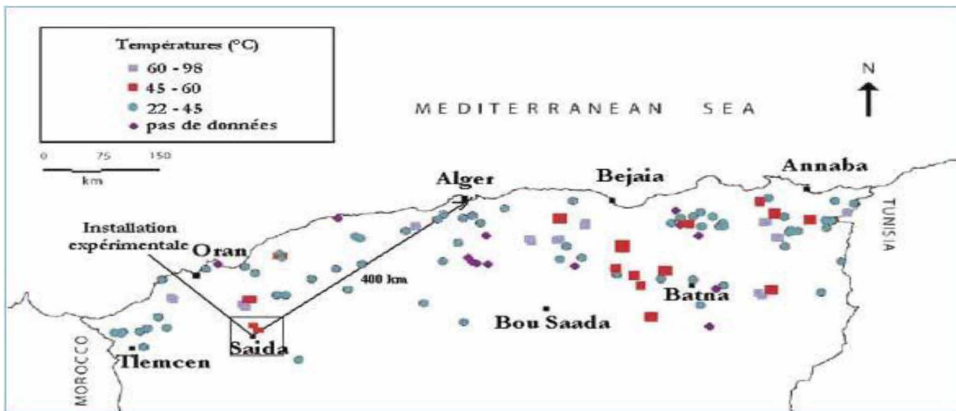 Températures (°C)
60 - 98
45 - 60
22 - 45
pas de données
0 75 150
km
N
MEDITERRANEAN SEA
Annaba
Bejaia
Alger
TUNISIA
Installation
expérimentale
Oran
400 km
Batna
Bou Saada
Saida
Tlemcen
MOROCCO